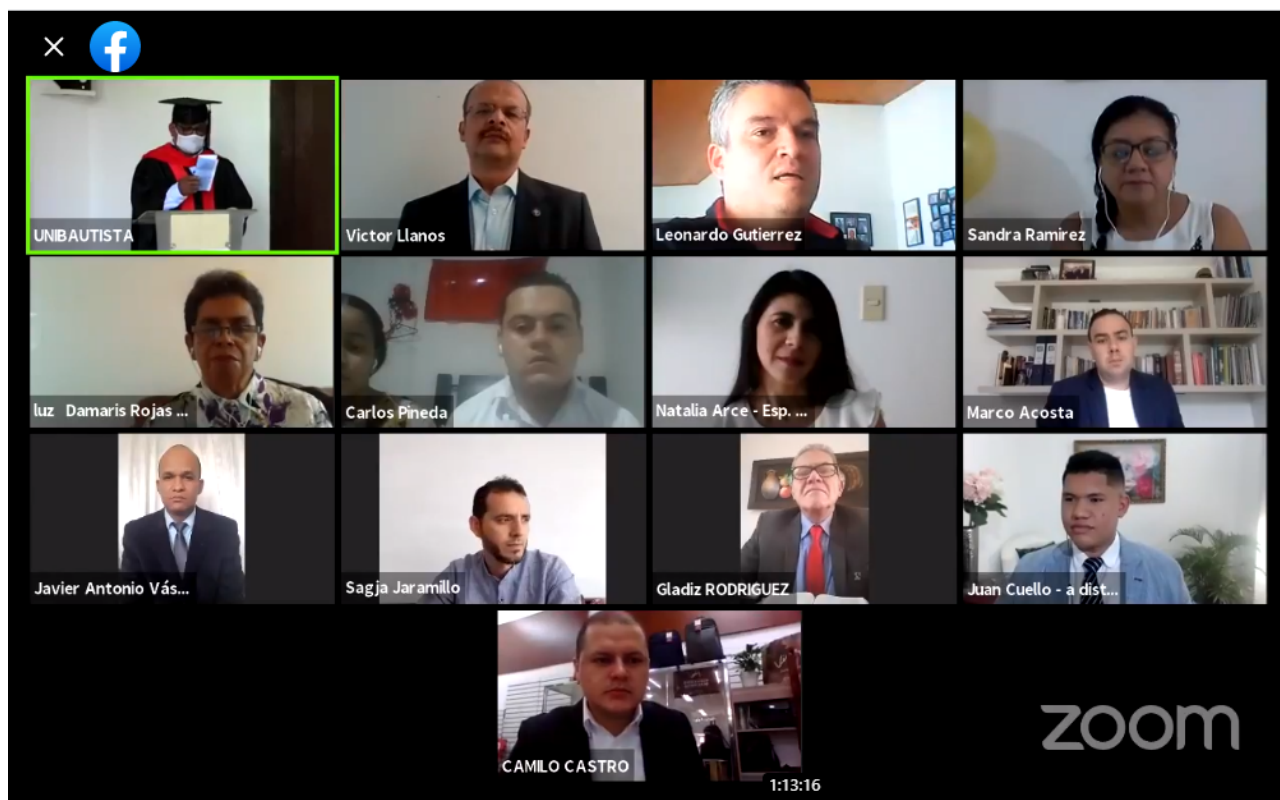 UNIBAUTISTA
Victor Llanos
Leonardo Gutierrez
Sandra Ramirez
luz Damaris Rojas ...
Carlos Pineda
Natalia Arce - Esp. ...
Marco Acosta
Javier Antonio Vás...
Sagja Jaramillo
Gladiz RODRIGUEZ
Juan Cuello - a dist...
CAMILO CASTRO
zoom
1:13:16